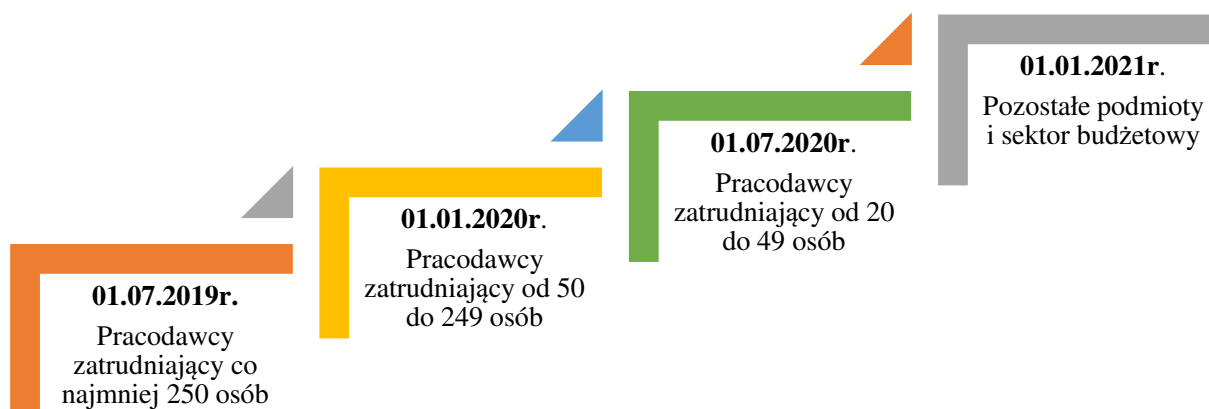 01.07.2019r.
Pracodawcy
zatrudniający co
najmniej 250 osób
01.01.2020r.
Pracodawcy
zatrudniający od 50
do 249 osób
01.07.2020r.
Pracodawcy
zatrudniający od 20
do 49 osób
01.01.2021r.
Pozostałe podmioty
i sektor budżetowy